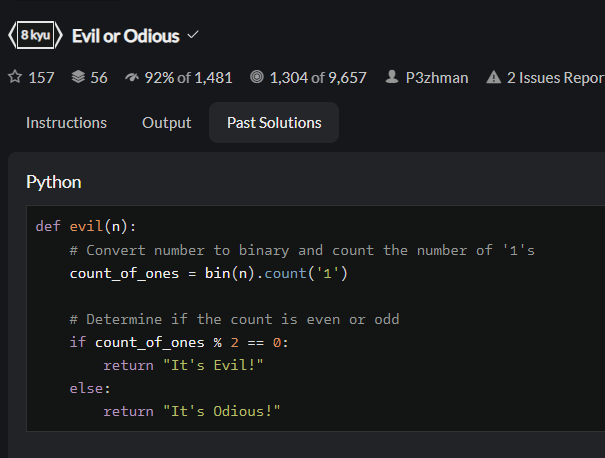 8 kyu Evil or Odious
157 56 92% of 1,481 1,304 of 9,657 P3zhman 2 Issues Repor
Instructions Output Past Solutions
Python
def evil(n):
    # Convert number to binary and count the number of '1's
    count_of_ones = bin(n).count('1')

    # Determine if the count is even or odd
    if count_of_ones % 2 == 0:
        return "It's Evil!"
    else:
        return "It's Odious!"